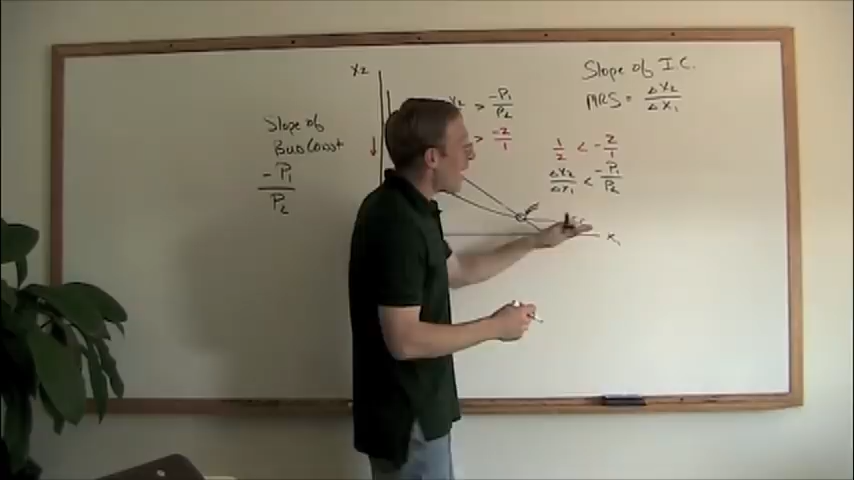 Slope of
Bud Const
-P1
P2
X2
X2 > -P1
P2
> -2
1
Slope of I.C.
MRS = ΔX2
ΔX1
1 < -2
2 1
ΔX2 < -P1
ΔX1 P2
X1